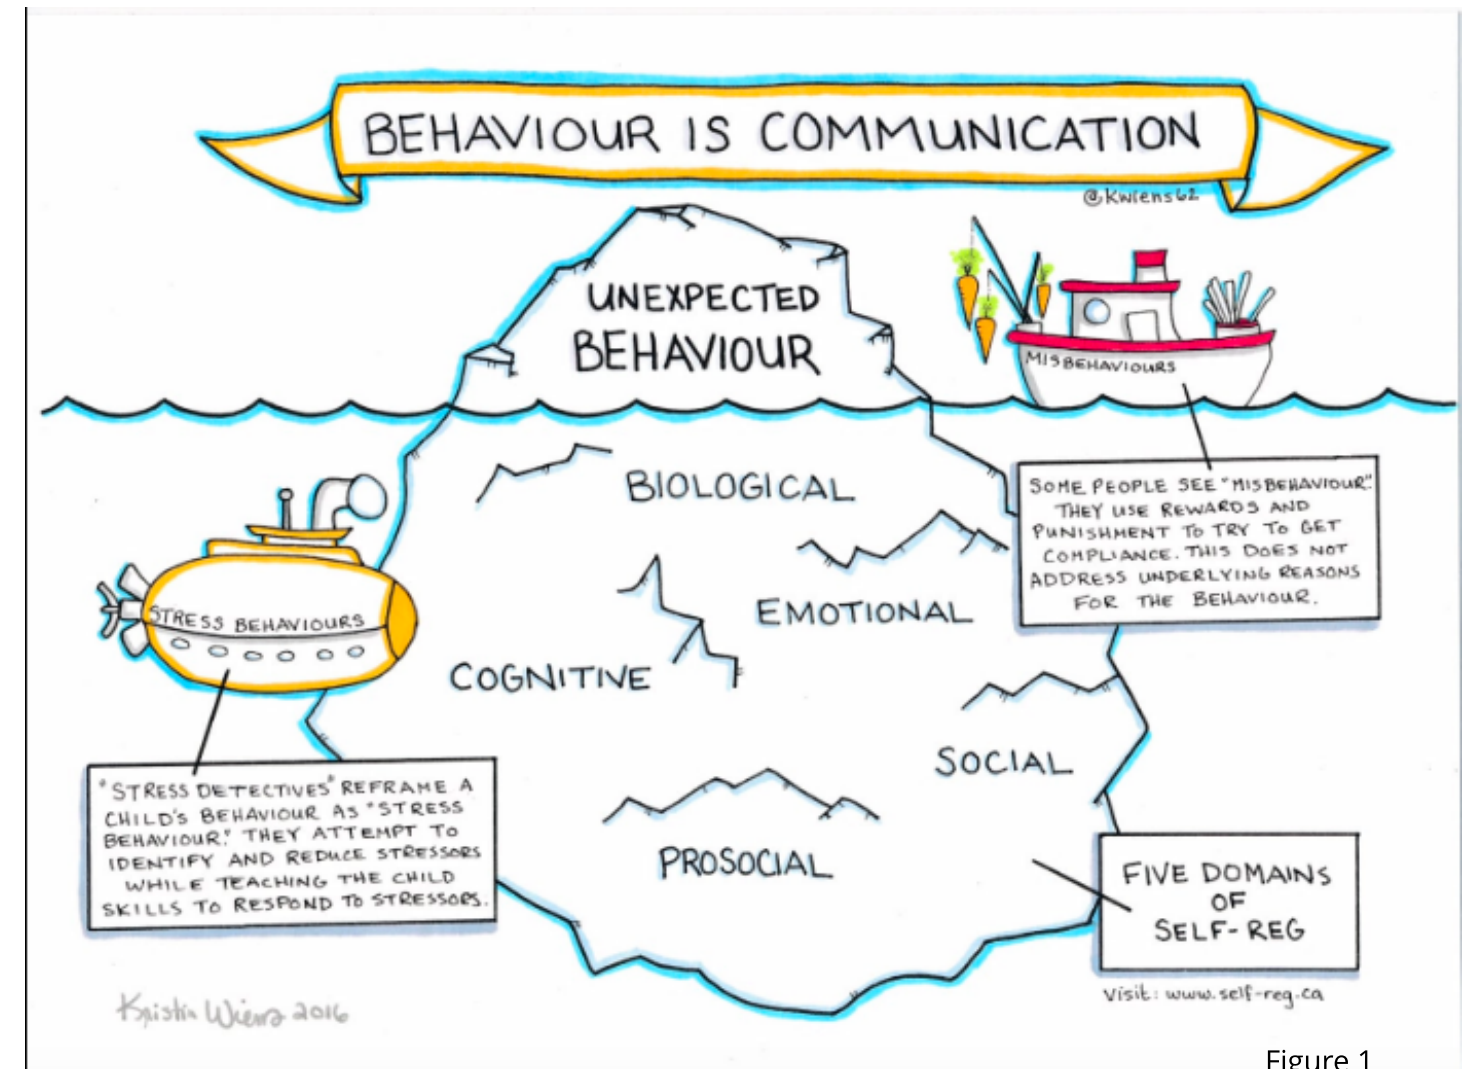 BEHAVIOUR IS COMMUNICATION
@Kwiens62
UNEXPECTED
BEHAVIOUR
MISBEHAVIOURS
BIOLOGICAL
SOME PEOPLE SEE "MISBEHAVIOUR".
THEY USE REWARDS AND
PUNISHMENT TO TRY TO GET
COMPLIANCE. THIS DOES NOT
ADDRESS UNDERLYING REASONS
FOR THE BEHAVIOUR.
EMOTIONAL
STRESS BEHAVIOURS
COGNITIVE
SOCIAL
"STRESS DETECTIVES" REFRAME A
CHILD'S BEHAVIOUR AS "STRESS
BEHAVIOUR." THEY ATTEMPT TO
IDENTIFY AND REDUCE STRESSORS
WHILE TEACHING THE CHILD
SKILLS TO RESPOND TO STRESSORS.
PROSOCIAL
FIVE DOMAINS
OF
SELF-REG
Visit: www.self-reg.ca
Kristin Wiens 2016
Figure 1